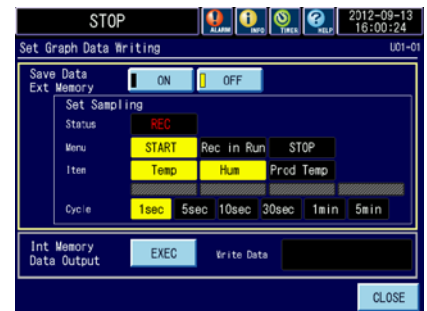 STOP ALARM INFO TIMER HELP 2012-09-13
16:00:24
Set Graph Data Writing U01-01
Save Data
Ext Memory ON OFF
Set Sampling
Status REC
Menu START Rec in Run STOP
Item Temp Hum Prod Temp
Cycle 1sec 5sec 10sec 30sec 1min 5min
Int Memory
Data Output EXEC Write Data
CLOSE